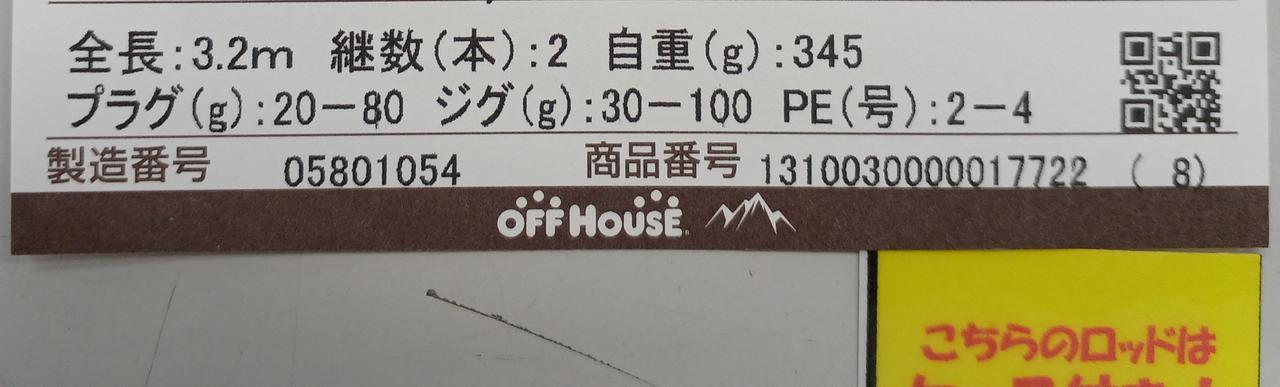 全長:3.2m 継数(本):2 自重(g):345
プラグ(g):20-80 ジグ(g):30-100 PE(号):2-4
製造番号 05801054 商品番号 1310030000017722 ( 8)
OFF HOUSE
こちらのロッドは